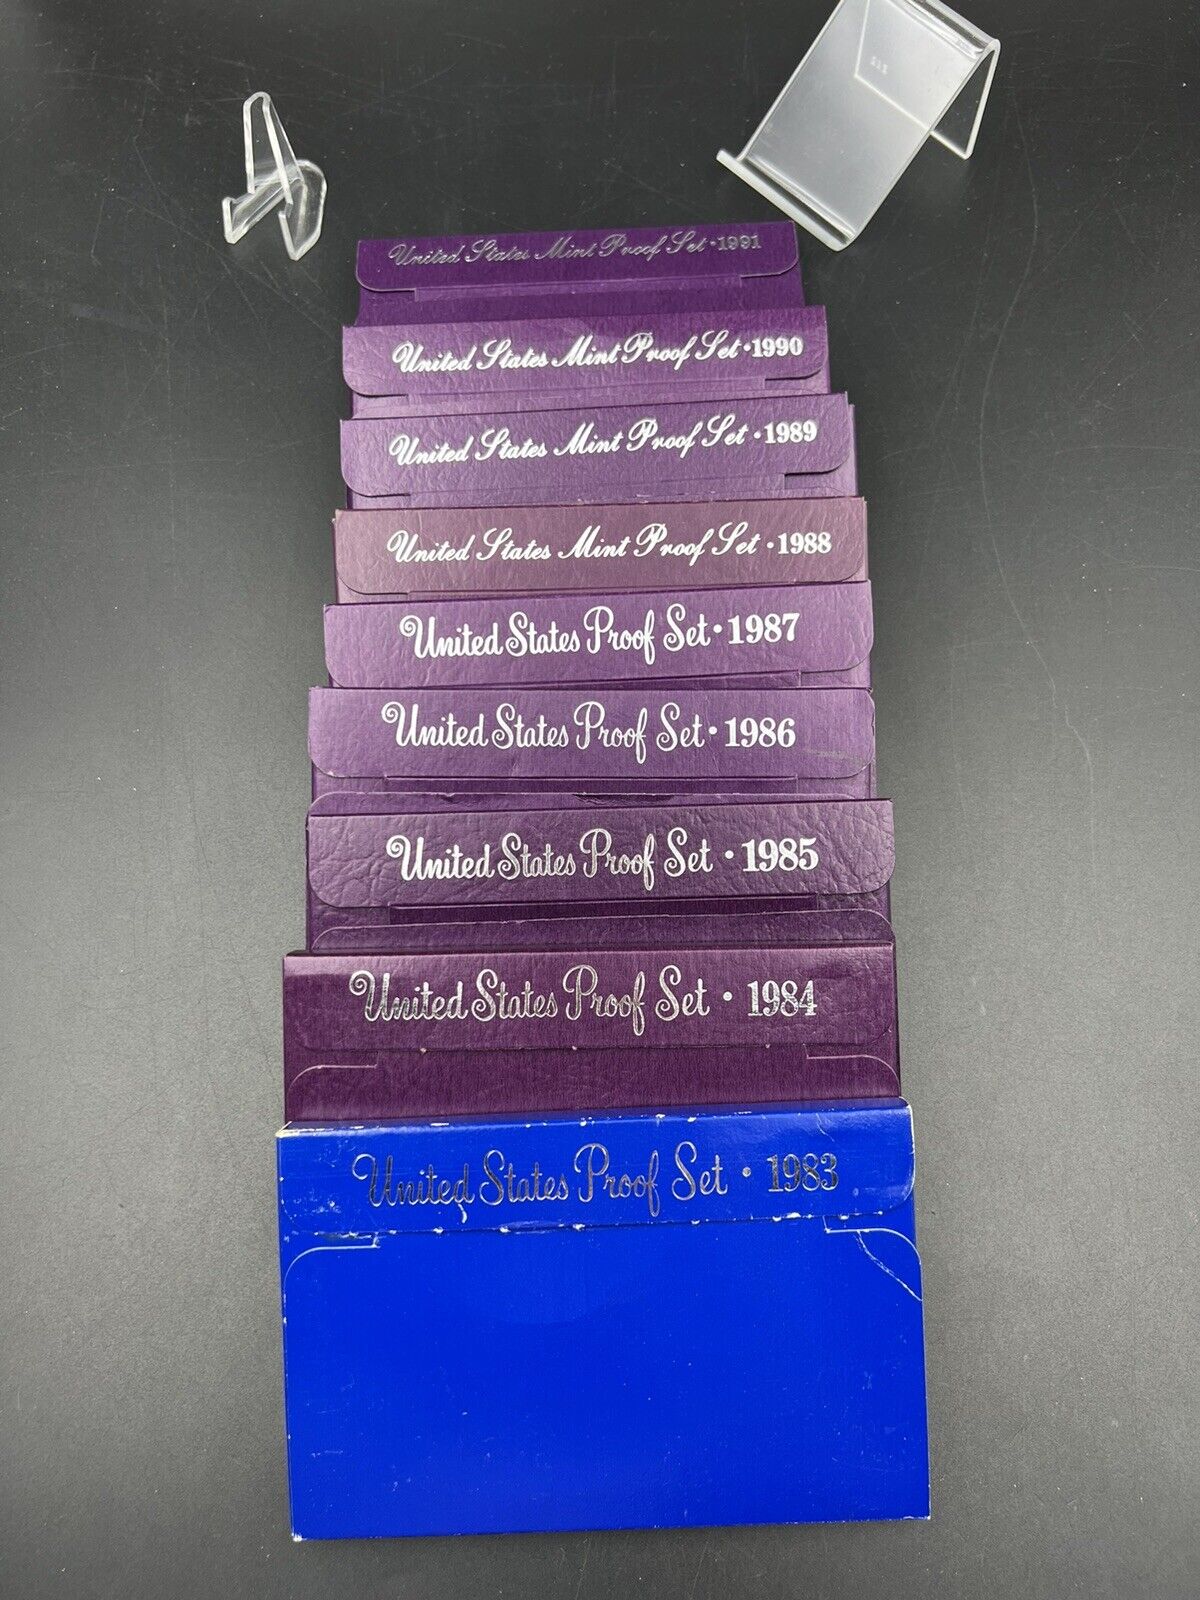 United States Mint Proof Set · 1991
United States Mint Proof Set · 1990
United States Mint Proof Set · 1989
United States Mint Proof Set · 1988
United States Proof Set · 1987
United States Proof Set · 1986
United States Proof Set · 1985
United States Proof Set · 1984
United States Proof Set · 1983